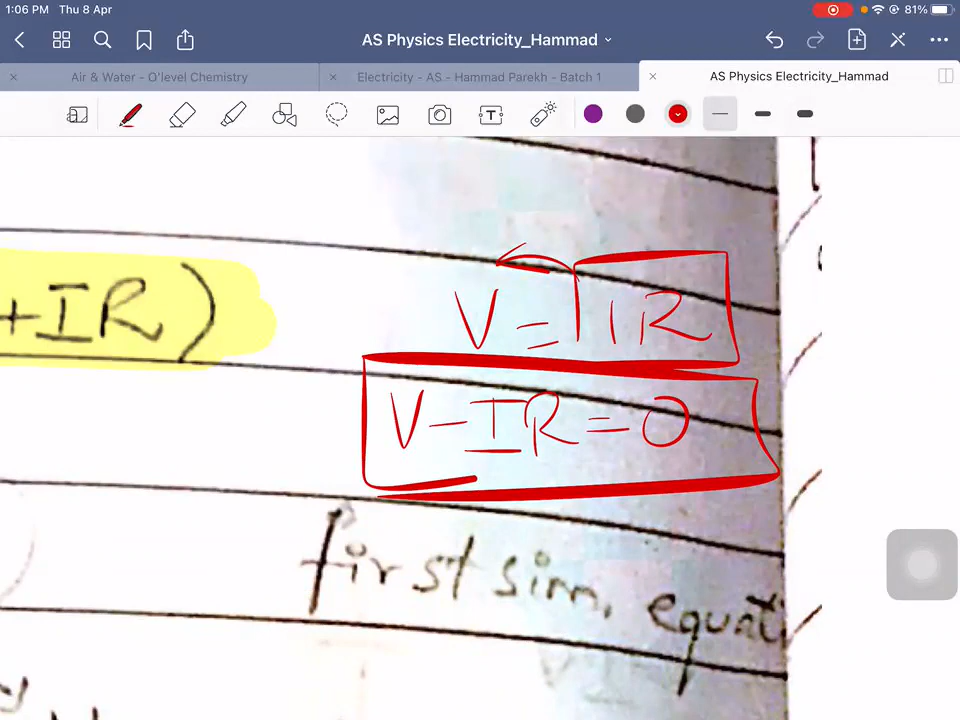 1:06 PM Thu 8 Apr
81%
AS Physics Electricity_Hammad
Air & Water - O'level Chemistry
Electricity - AS - Hammad Parekh - Batch 1
AS Physics Electricity_Hammad
+IR)
V=IR
V-IR=0
first sim. equati